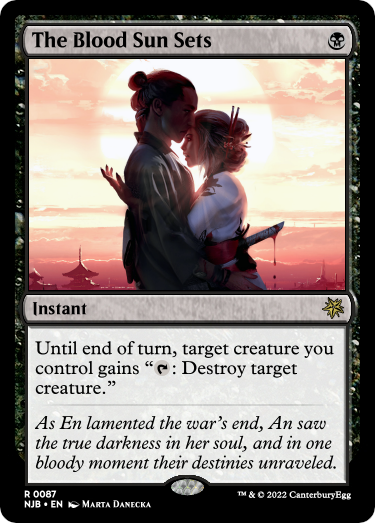 The Blood Sun Sets
Instant
Until end of turn, target creature you
control gains “: Destroy target
creature.”
As En lamented the war's end, An saw
the true darkness in her soul, and in one
bloody moment their destinies unraveled.
R 0087
NJB • EN Marta Danecka
™ & © 2022 CanterburyEgg